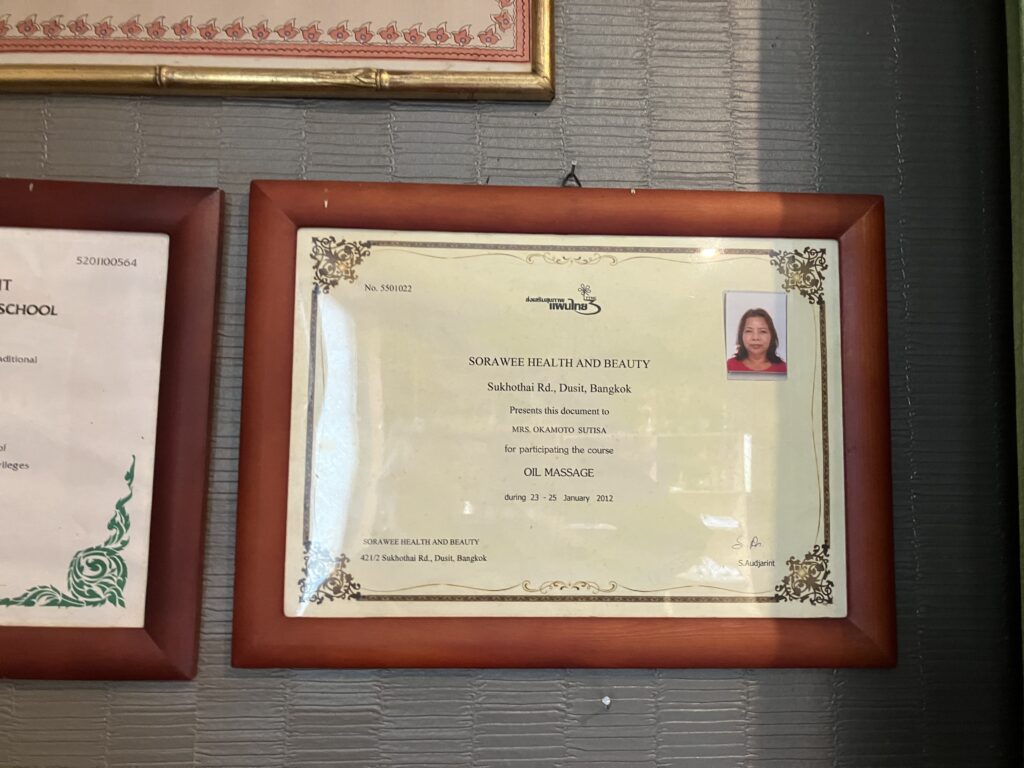 S201100564
IT
SCHOOL
aditional
ol
ileges
No. 5501022
ส่งเสริมสุขภาพ
แผนไทย
SORAWEE HEALTH AND BEAUTY
Sukhothai Rd., Dusit, Bangkok
Presents this document to
MRS. OKAMOTO SUTISA
for participating the course
OIL MASSAGE
during 23 - 25 January 2012
SORAWEE HEALTH AND BEAUTY
421/2 Sukhothai Rd., Dusit, Bangkok
S.Audjarint